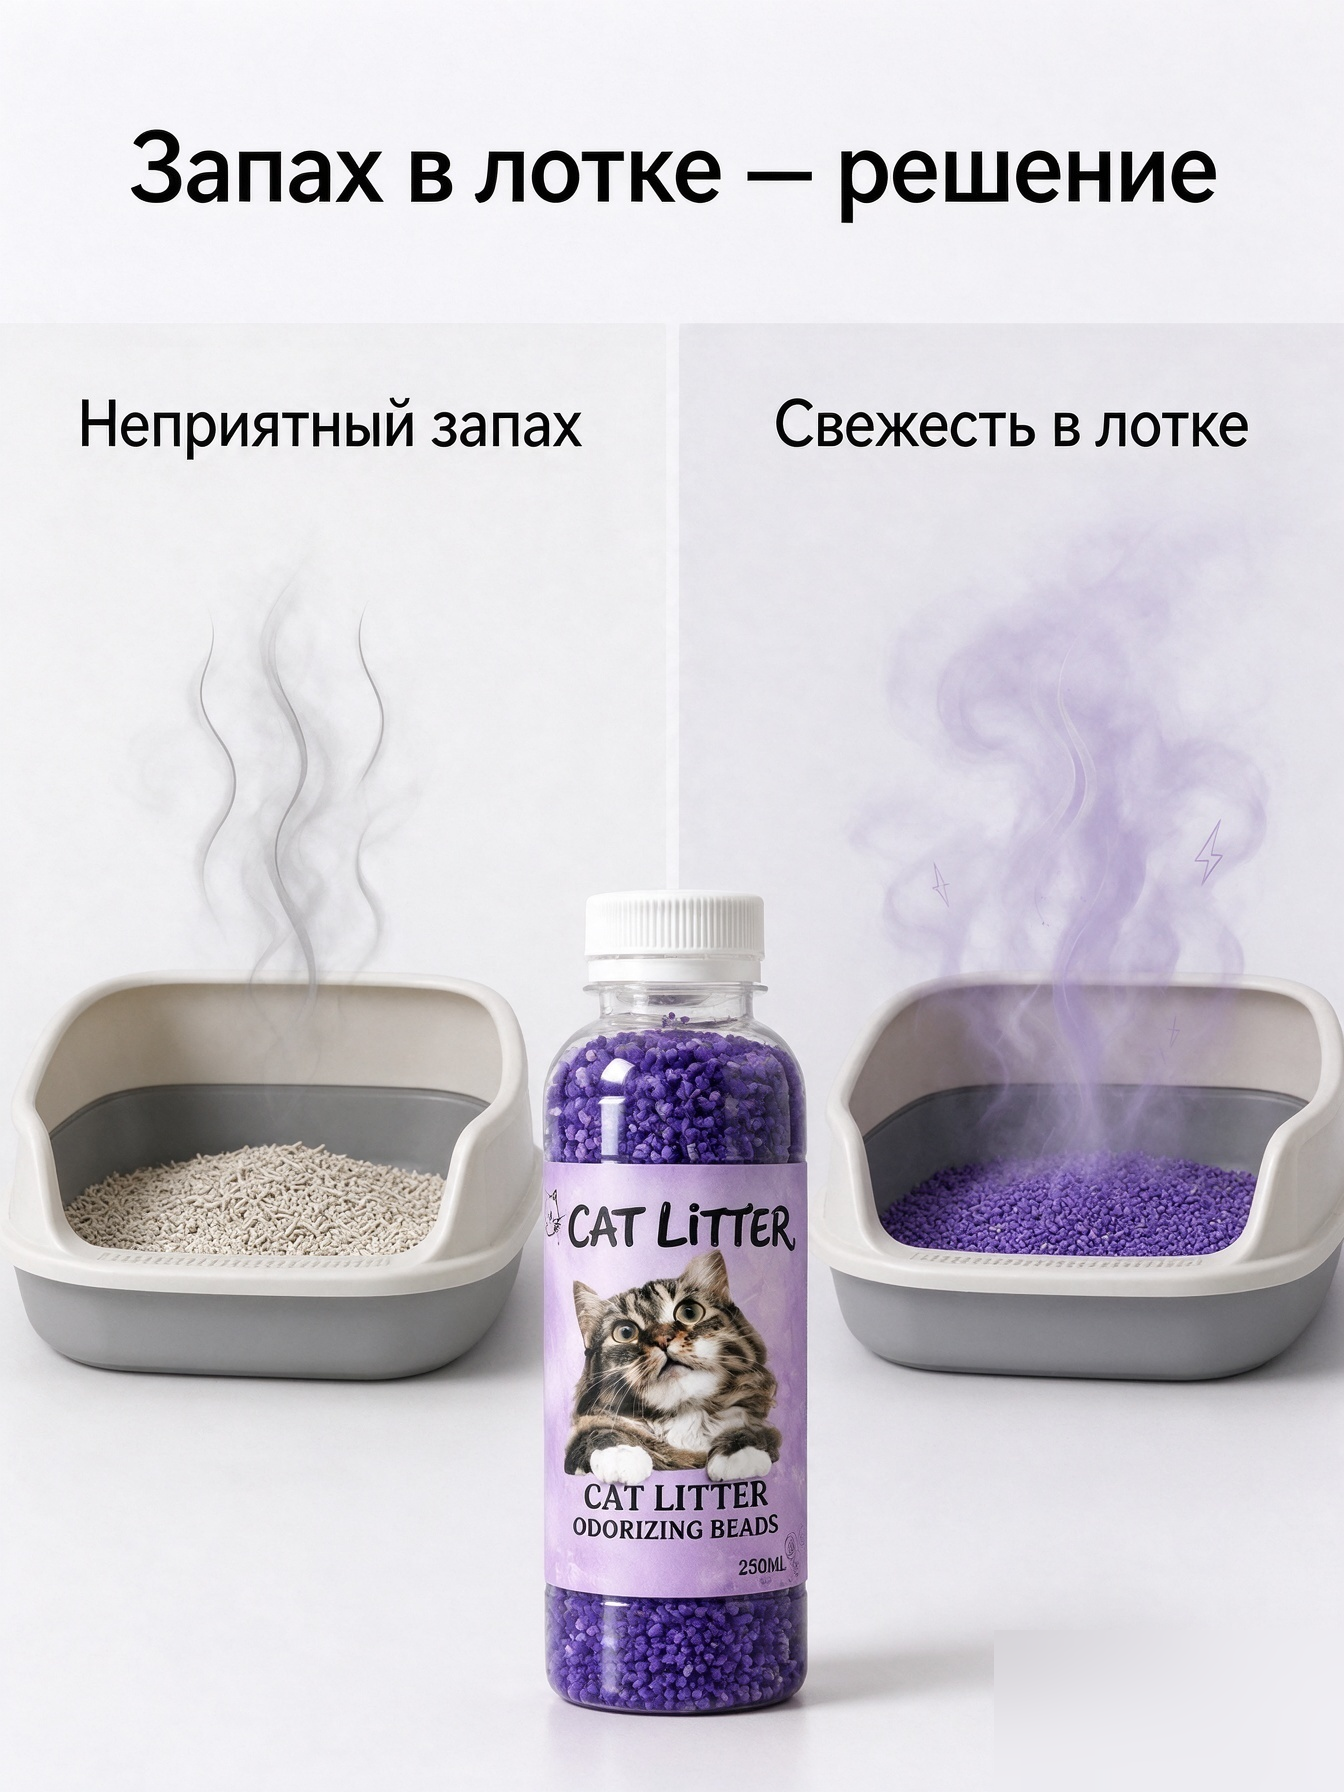 Запах в лотке — решение
Неприятный запах
Свежесть в лотке
CAT LiTTER
CAT LITTER
ODORIZING BEADS
250ML